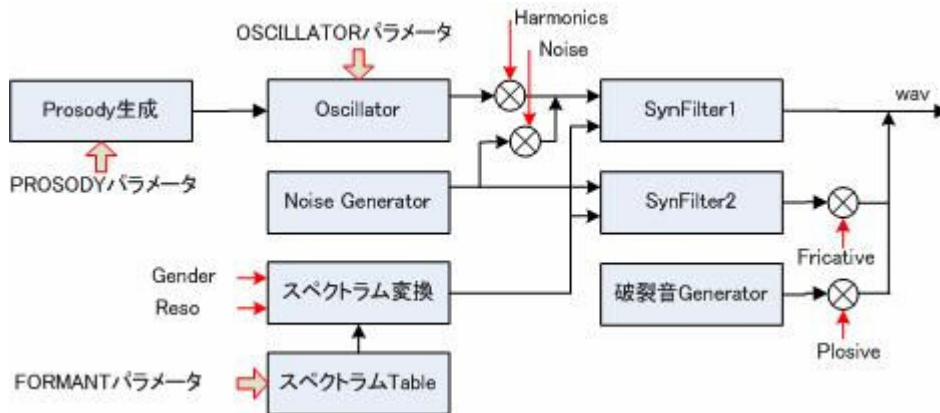 Harmonics
OSCILLATORパラメータ
Noise
wav
Prosody生成
Oscillator
SynFilter1
PROSODYパラメータ
Noise Generator
SynFilter2
Fricative
Gender
Reso
スペクトラム変換
破裂音Generator
Plosive
FORMANTパラメータ
スペクトラムTable